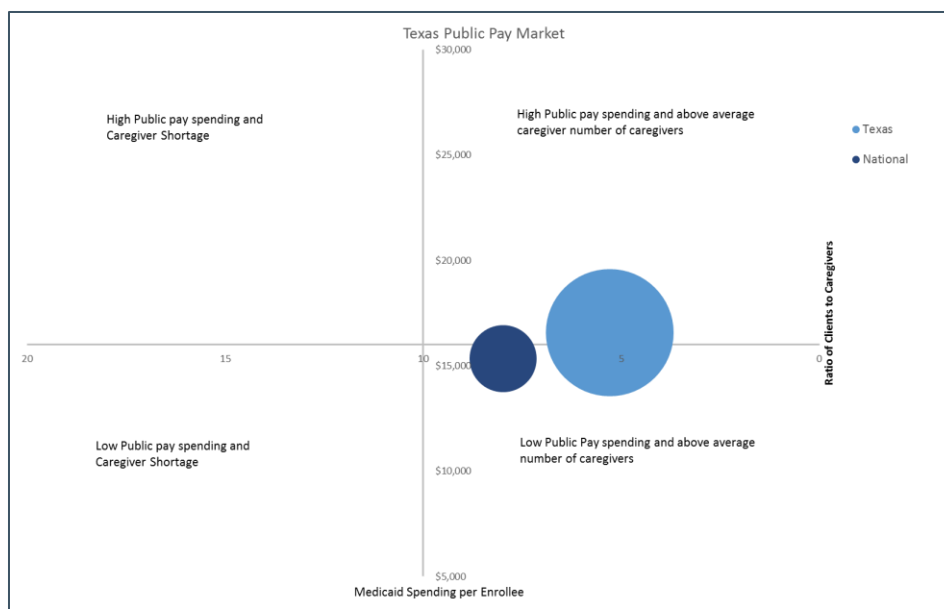 Texas Public Pay Market
$30,000
High Public pay spending and
Caregiver Shortage
High Public pay spending and above average
caregiver number of caregivers
Texas
National
$25,000
$20,000
Ratio of Clients to Caregivers
20
15
10
5
0
$15,000
Low Public pay spending and
Caregiver Shortage
Low Public Pay spending and above average
number of caregivers
$10,000
$5,000
Medicaid Spending per Enrollee